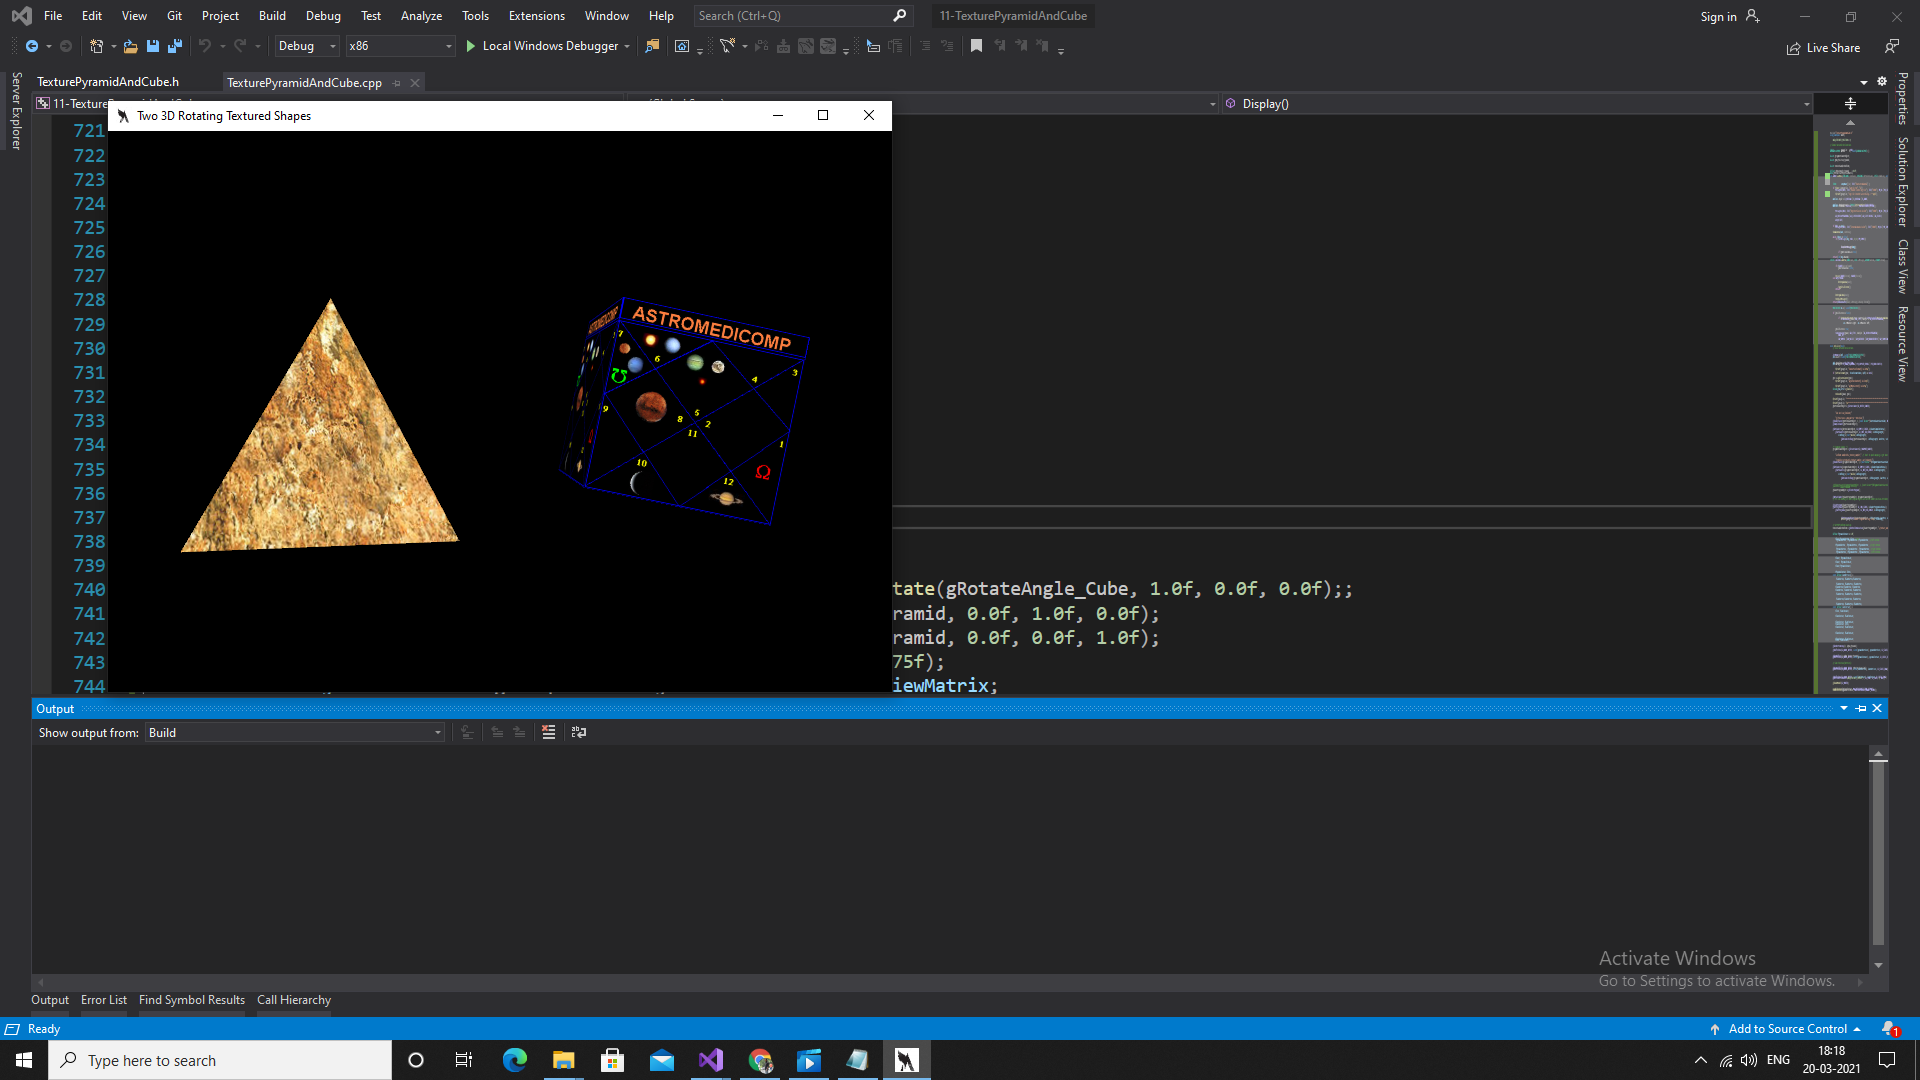 File Edit View Git Project Build Debug Test Analyze Tools Extensions Window Help Search (Ctrl+Q) 11-TexturePyramidAndCube Sign in
Debug x86 Local Windows Debugger Live Share
TexturePyramidAndCube.h TexturePyramidAndCube.cpp
Display()
Two 3D Rotating Textured Shapes
Server Explorer
Properties
Solution Explorer
Class View
Resource View
721
722
723
724
725
726
727
728
729
730
731
732
733
734
735
736
737
738
739
740 tate(gRotateAngle_Cube, 1.0f, 0.0f, 0.0f);;
741 ramid, 0.0f, 1.0f, 0.0f);
742 ramid, 0.0f, 0.0f, 1.0f);
743 75f);
744 iewMatrix;
ASTROMEDICOMP
ASTROMEDICOMP
7
6
4
3
9
8
5
2
11
1
10
12
Ω
Output
Show output from: Build
Activate Windows
Go to Settings to activate Windows.
Output Error List Find Symbol Results Call Hierarchy
Ready Add to Source Control 1
Type here to search
ENG
18:18
20-03-2021